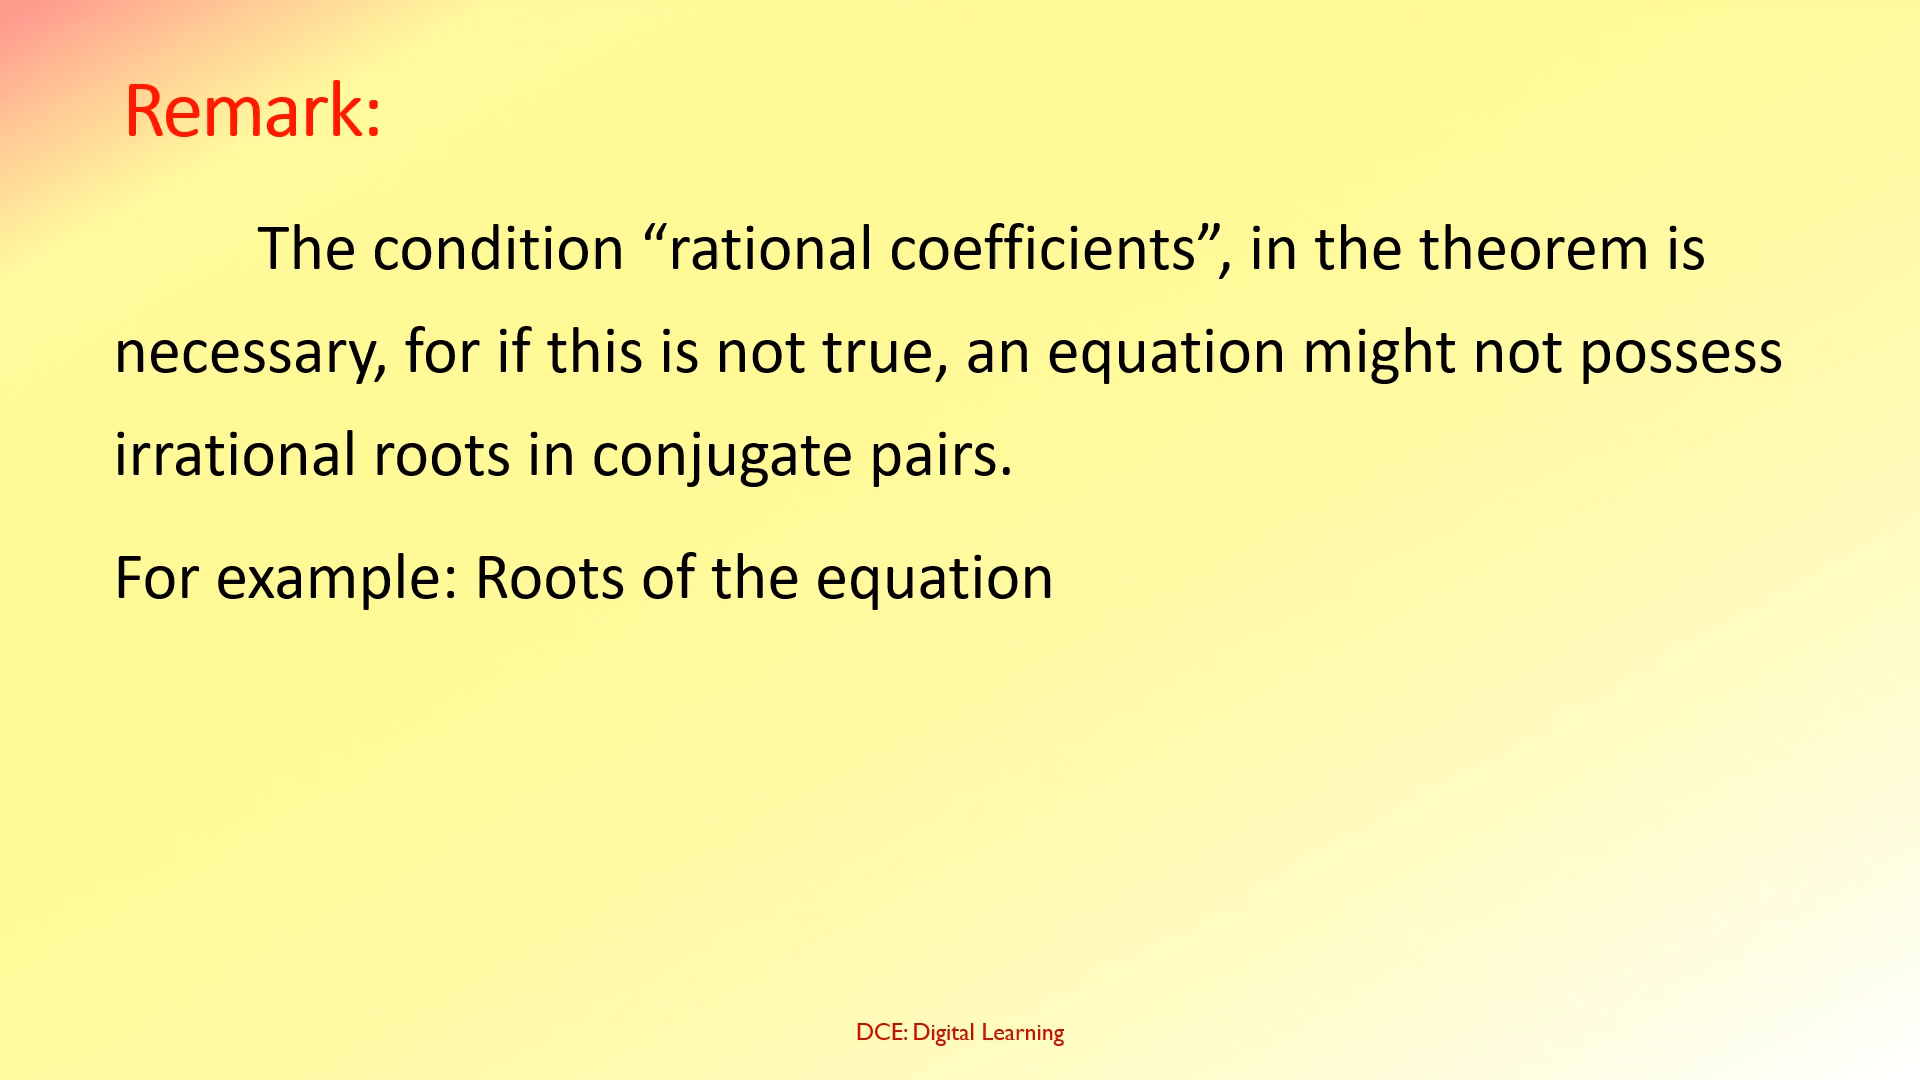 Remark:
The condition “rational coefficients”, in the theorem is
necessary, for if this is not true, an equation might not possess
irrational roots in conjugate pairs.
For example: Roots of the equation
DCE: Digital Learning